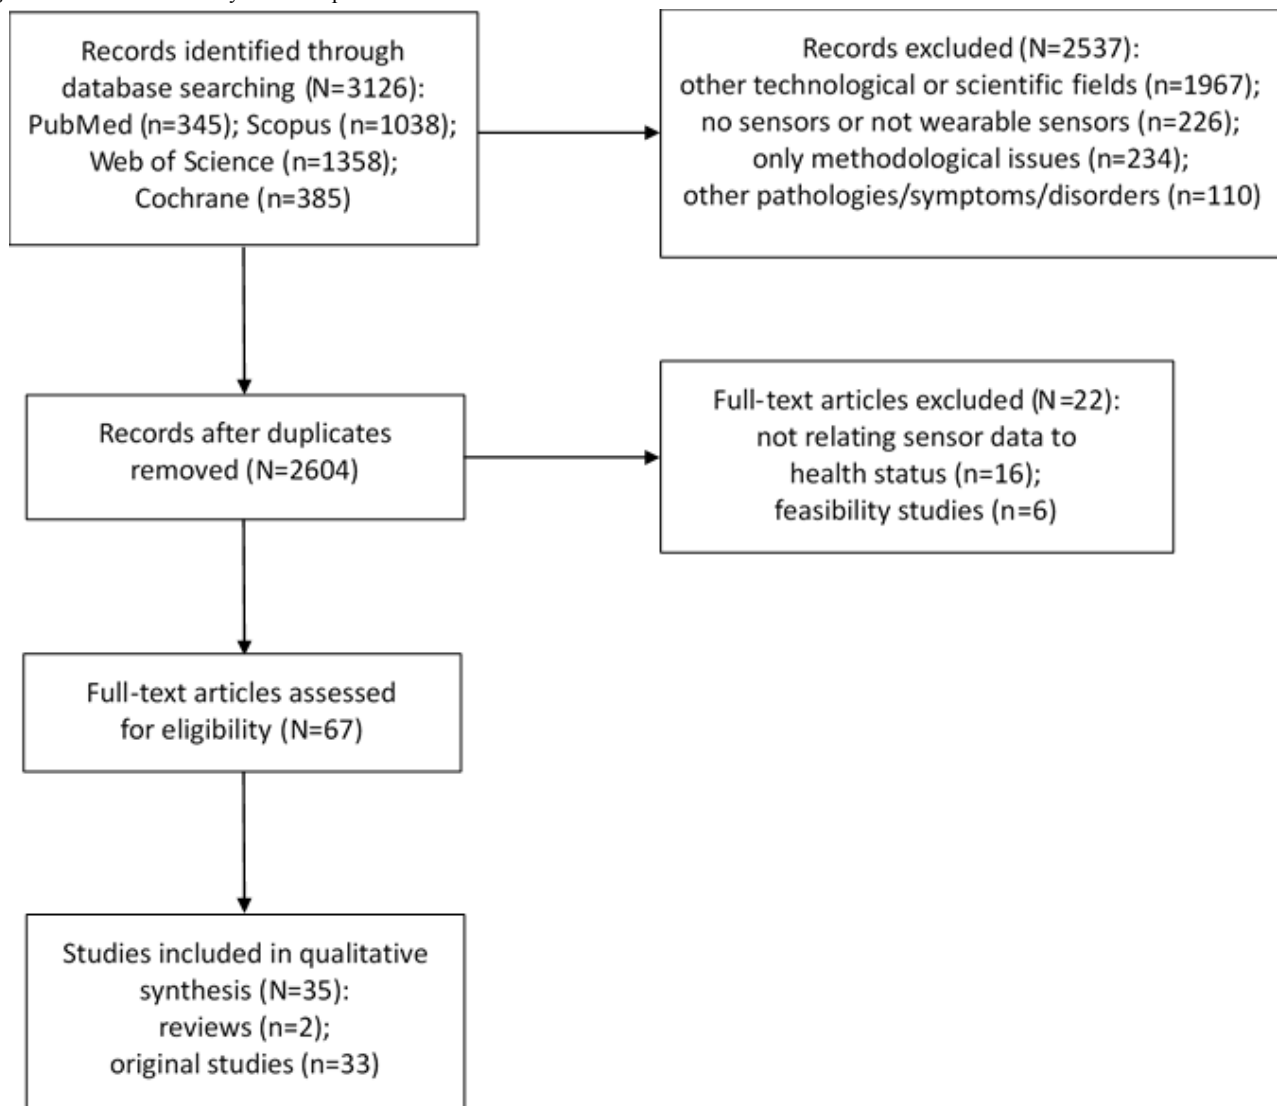 Records identified through
database searching (N=3126):
PubMed (n=345); Scopus (n=1038);
Web of Science (n=1358);
Cochrane (n=385)
Records excluded (N=2537):
other technological or scientific fields (n=1967);
no sensors or not wearable sensors (n=226);
only methodological issues (n=234);
other pathologies/symptoms/disorders (n=110)
Records after duplicates
removed (N=2604)
Full-text articles excluded (N=22):
not relating sensor data to
health status (n=16);
feasibility studies (n=6)
Full-text articles assessed
for eligibility (N=67)
Studies included in qualitative
synthesis (N=35):
reviews (n=2);
original studies (n=33)